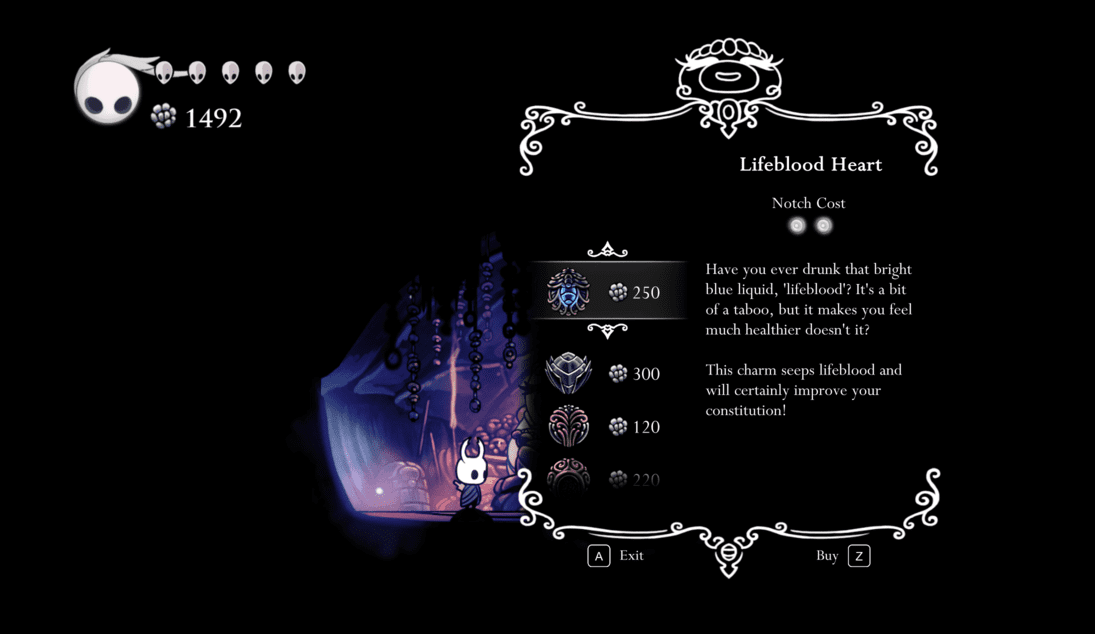 1492
Lifeblood Heart
Notch Cost
250
300
120
220
Have you ever drunk that bright
blue liquid, 'lifeblood'? It's a bit
of a taboo, but it makes you feel
much healthier doesn't it?
This charm seeps lifeblood and
will certainly improve your
constitution!
A Exit
Buy Z